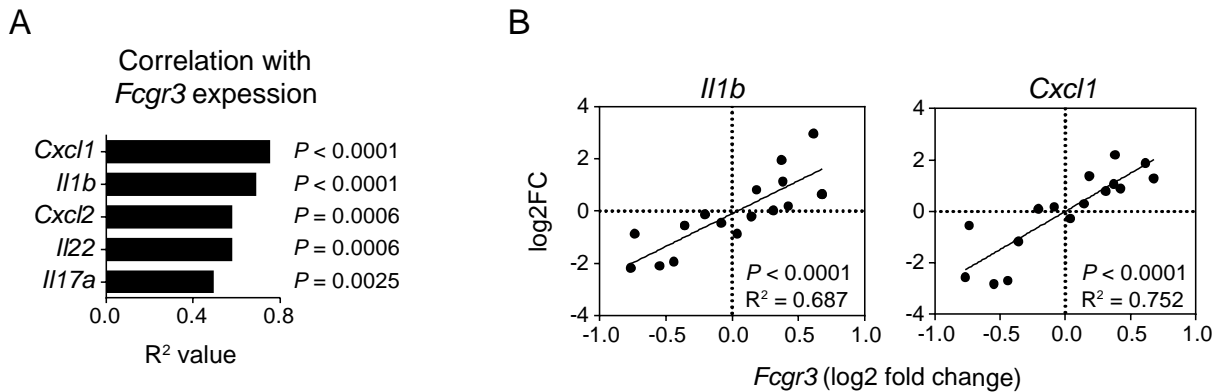 A
Correlation with
Fcgr3 expession
Cxcl1 P < 0.0001
Il1b P < 0.0001
Cxcl2 P = 0.0006
Il22 P = 0.0006
Il17a P = 0.0025
0.0 0.4 0.8
R² value
B
Il1b
4
2
0
-2
-4
log2FC
P < 0.0001
R² = 0.687
-1.0 -0.5 0.0 0.5 1.0
Cxcl1
4
2
0
-2
-4
P < 0.0001
R² = 0.752
-1.0 -0.5 0.0 0.5 1.0
Fcgr3 (log2 fold change)